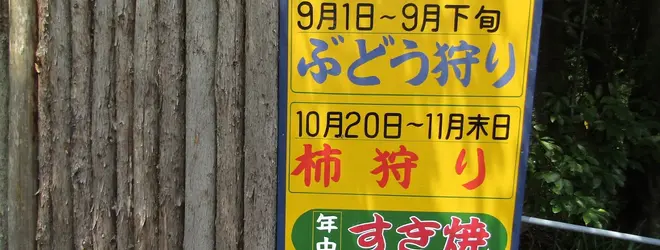 9月1日～9月下旬
ぶどう狩り
10月20日～11月末日
柿狩り
年中
すき焼